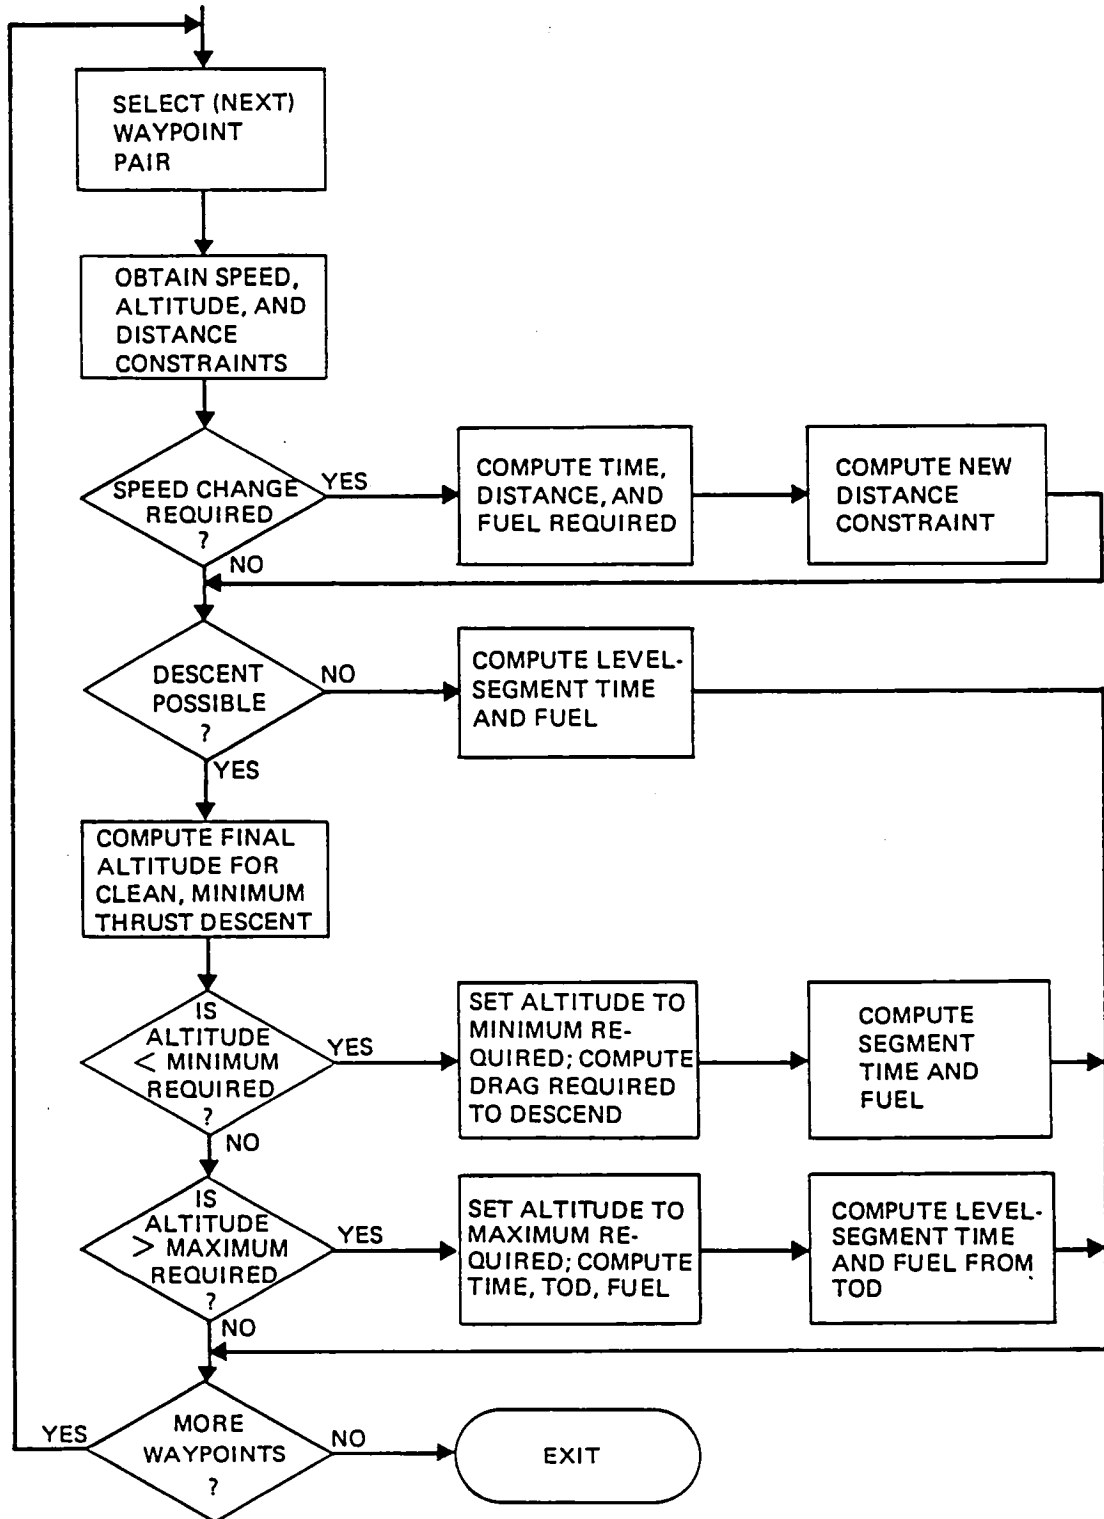 SELECT (NEXT)
WAYPOINT
PAIR
OBTAIN SPEED,
ALTITUDE, AND
DISTANCE
CONSTRAINTS
SPEED CHANGE
REQUIRED
?
YES
NO
COMPUTE TIME,
DISTANCE, AND
FUEL REQUIRED
COMPUTE NEW
DISTANCE
CONSTRAINT
DESCENT
POSSIBLE
?
NO
YES
COMPUTE LEVEL-
SEGMENT TIME
AND FUEL
COMPUTE FINAL
ALTITUDE FOR
CLEAN, MINIMUM
THRUST DESCENT
IS
ALTITUDE
< MINIMUM
REQUIRED
?
YES
NO
SET ALTITUDE TO
MINIMUM RE-
QUIRED; COMPUTE
DRAG REQUIRED
TO DESCEND
COMPUTE
SEGMENT
TIME AND
FUEL
IS
ALTITUDE
> MAXIMUM
REQUIRED
?
YES
NO
SET ALTITUDE TO
MAXIMUM RE-
QUIRED; COMPUTE
TIME, TOD, FUEL
COMPUTE LEVEL-
SEGMENT TIME
AND FUEL FROM
TOD
MORE
WAYPOINTS
?
YES
NO
EXIT